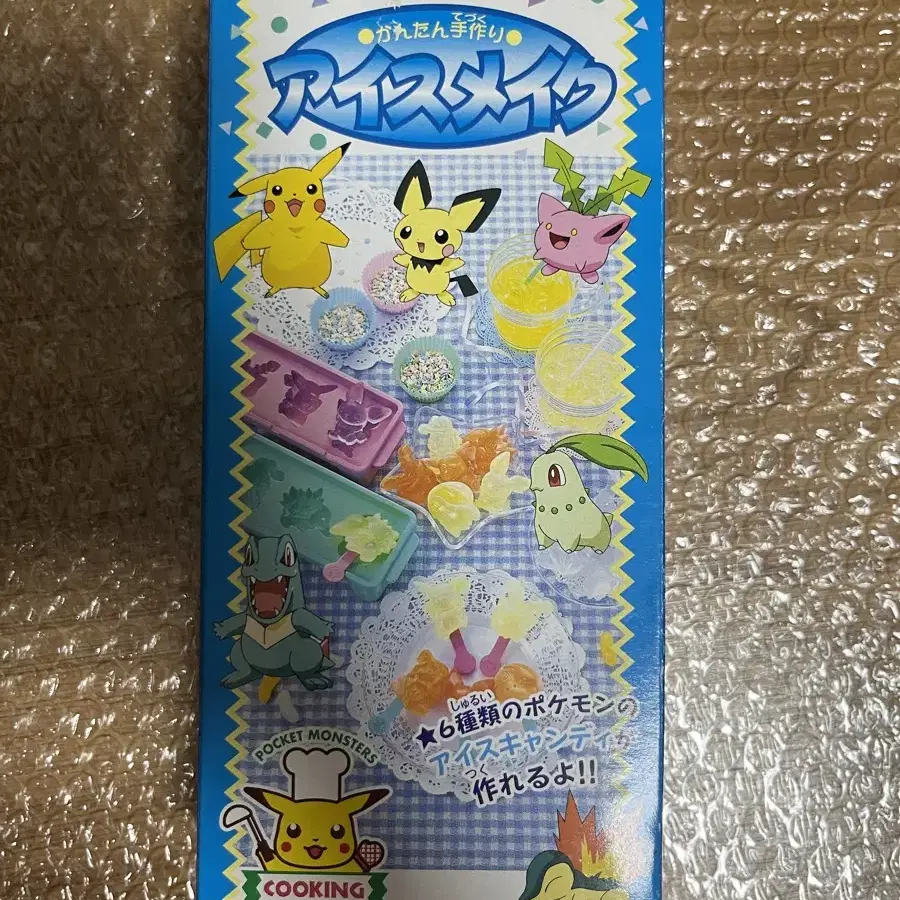 かんたん手作り
てづく
アイスメイク
しゅるい
★6種類のポケモンの
アイスキャンディが
つく
作れるよ!!
POCKET MONSTERS
COOKING